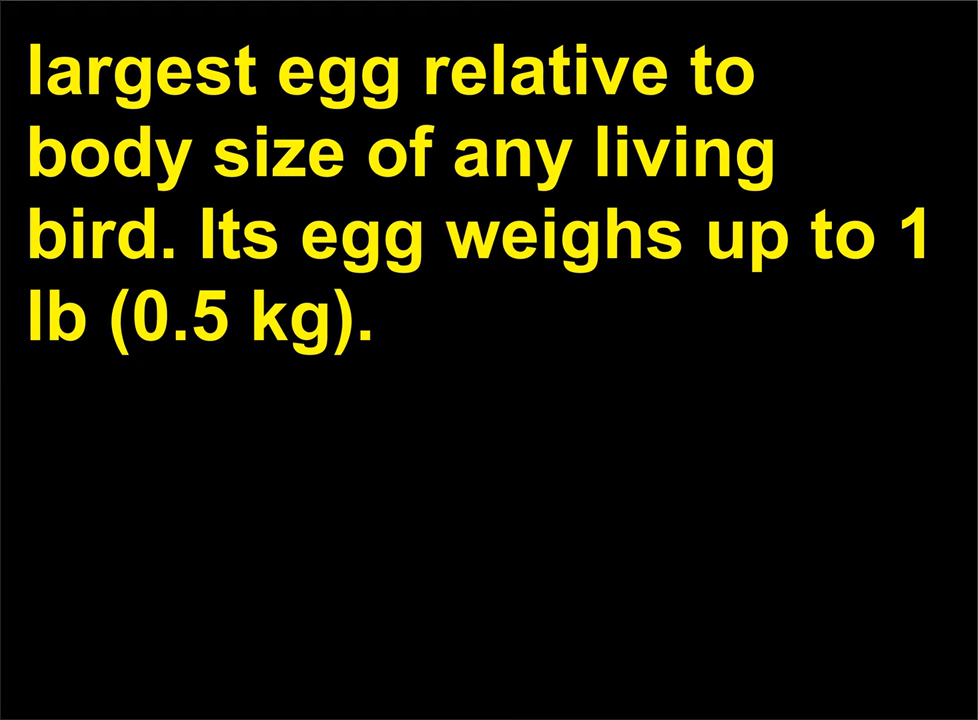 largest egg relative to
body size of any living
bird. Its egg weighs up to 1
lb (0.5 kg).